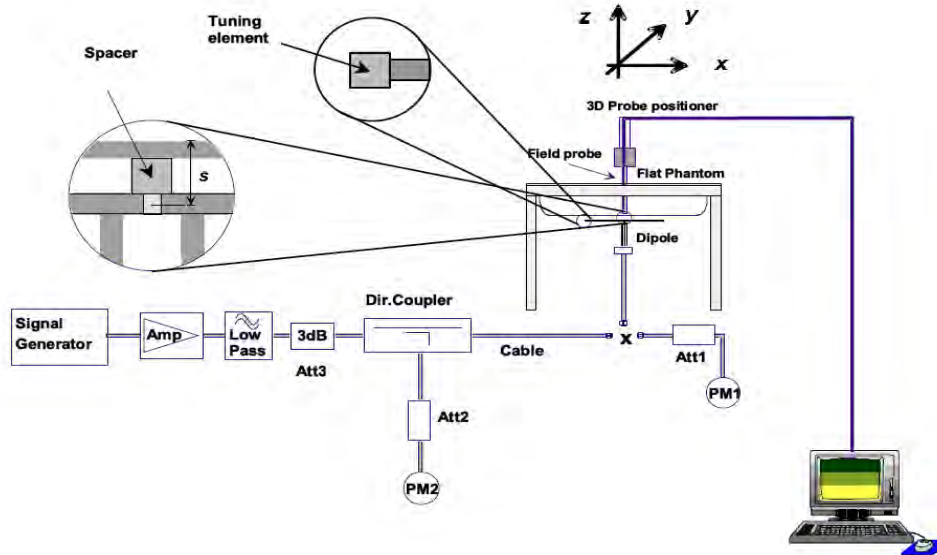 Tuning
element
Spacer
s
z
y
x
3D Probe positioner
Field probe
Flat Phantom
Dipole
Dir.Coupler
Signal
Generator
Amp
Low
Pass
3dB
Att3
Cable
x
Att1
PM1
Att2
PM2